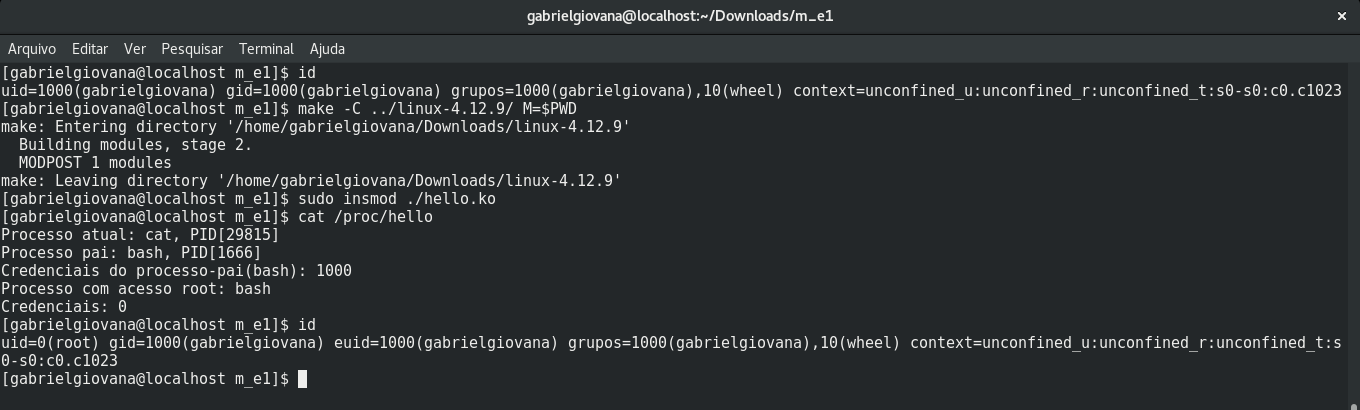 gabrielgiovana@localhost:~/Downloads/m_e1
Arquivo Editar Ver Pesquisar Terminal Ajuda
[gabrielgiovana@localhost m_e1]$ id
uid=1000(gabrielgiovana) gid=1000(gabrielgiovana) grupos=1000(gabrielgiovana),10(wheel) context=unconfined_u:unconfined_r:unconfined_t:s0-s0:c0.c1023
[gabrielgiovana@localhost m_e1]$ make -C ../linux-4.12.9/ M=$PWD
make: Entering directory '/home/gabrielgiovana/Downloads/linux-4.12.9'
  Building modules, stage 2.
  MODPOST 1 modules
make: Leaving directory '/home/gabrielgiovana/Downloads/linux-4.12.9'
[gabrielgiovana@localhost m_e1]$ sudo insmod ./hello.ko
[gabrielgiovana@localhost m_e1]$ cat /proc/hello
Processo atual: cat, PID[29815]
Processo pai: bash, PID[1666]
Credenciais do processo-pai(bash): 1000
Processo com acesso root: bash
Credenciais: 0
[gabrielgiovana@localhost m_e1]$ id
uid=0(root) gid=1000(gabrielgiovana) euid=1000(gabrielgiovana) grupos=1000(gabrielgiovana),10(wheel) context=unconfined_u:unconfined_r:unconfined_t:s
0-s0:c0.c1023
[gabrielgiovana@localhost m_e1]$